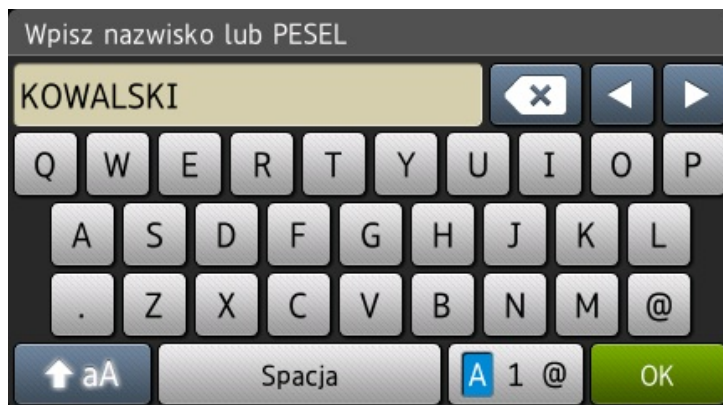 Wpisz nazwisko lub PESEL
KOWALSKI
Q W E R T Y U I O P
A S D F G H J K L
. Z X C V B N M @
aA Spacja A 1 @ OK